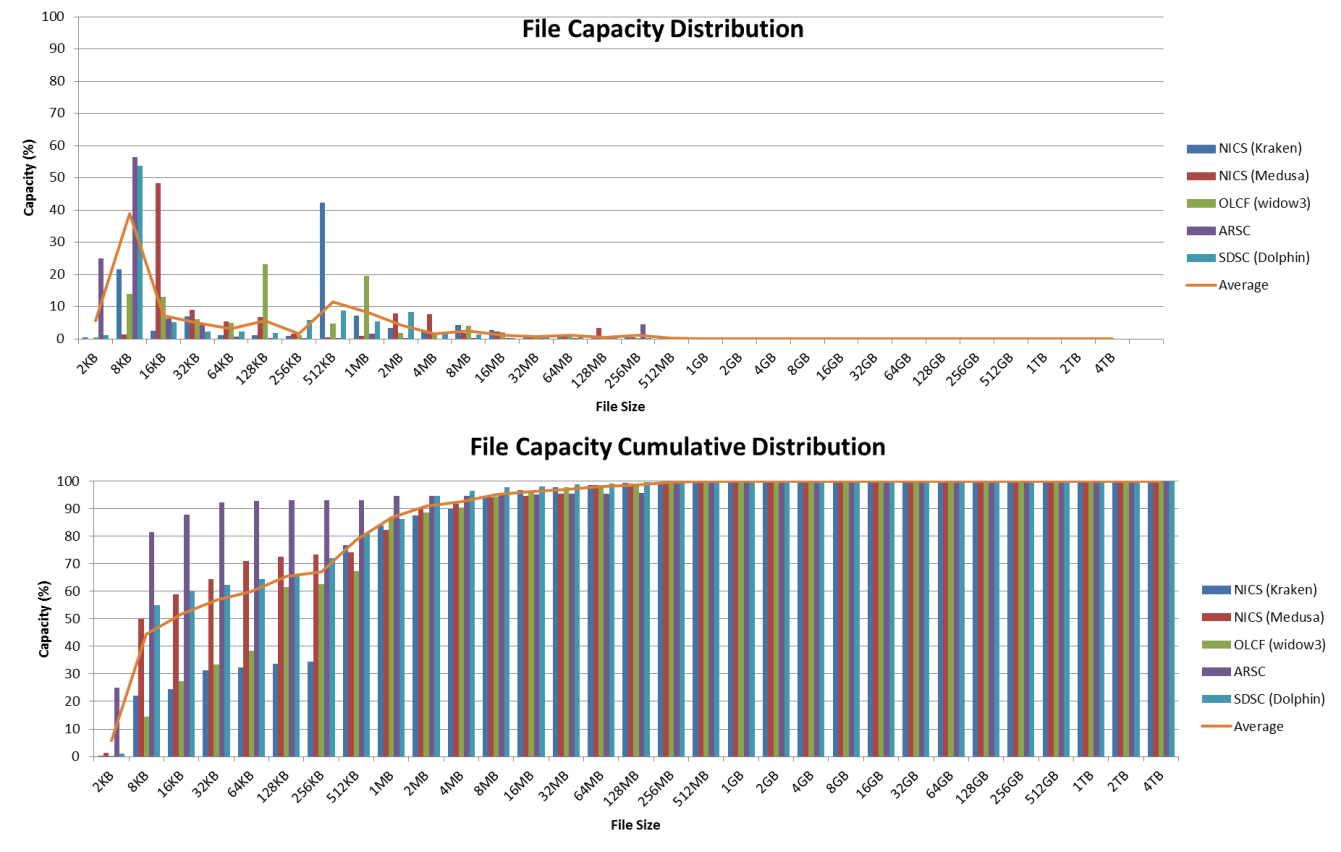 File Capacity Distribution
100
90
80
70
60
50
40
30
20
10
0
Capacity (%)
2KB 8KB 16KB 32KB 64KB 128KB 256KB 512KB 1MB 2MB 4MB 8MB 16MB 32MB 64MB 128MB 256MB 512MB 1GB 2GB 4GB 8GB 16GB 32GB 64GB 128GB 256GB 512GB 1TB 2TB 4TB
File Size
NICS (Kraken)
NICS (Medusa)
OLCF (widow3)
ARSC
SDSC (Dolphin)
Average
File Capacity Cumulative Distribution
100
90
80
70
60
50
40
30
20
10
0
Capacity (%)
2KB 8KB 16KB 32KB 64KB 128KB 256KB 512KB 1MB 2MB 4MB 8MB 16MB 32MB 64MB 128MB 256MB 512MB 1GB 2GB 4GB 8GB 16GB 32GB 64GB 128GB 256GB 512GB 1TB 2TB 4TB
File Size
NICS (Kraken)
NICS (Medusa)
OLCF (widow3)
ARSC
SDSC (Dolphin)
Average